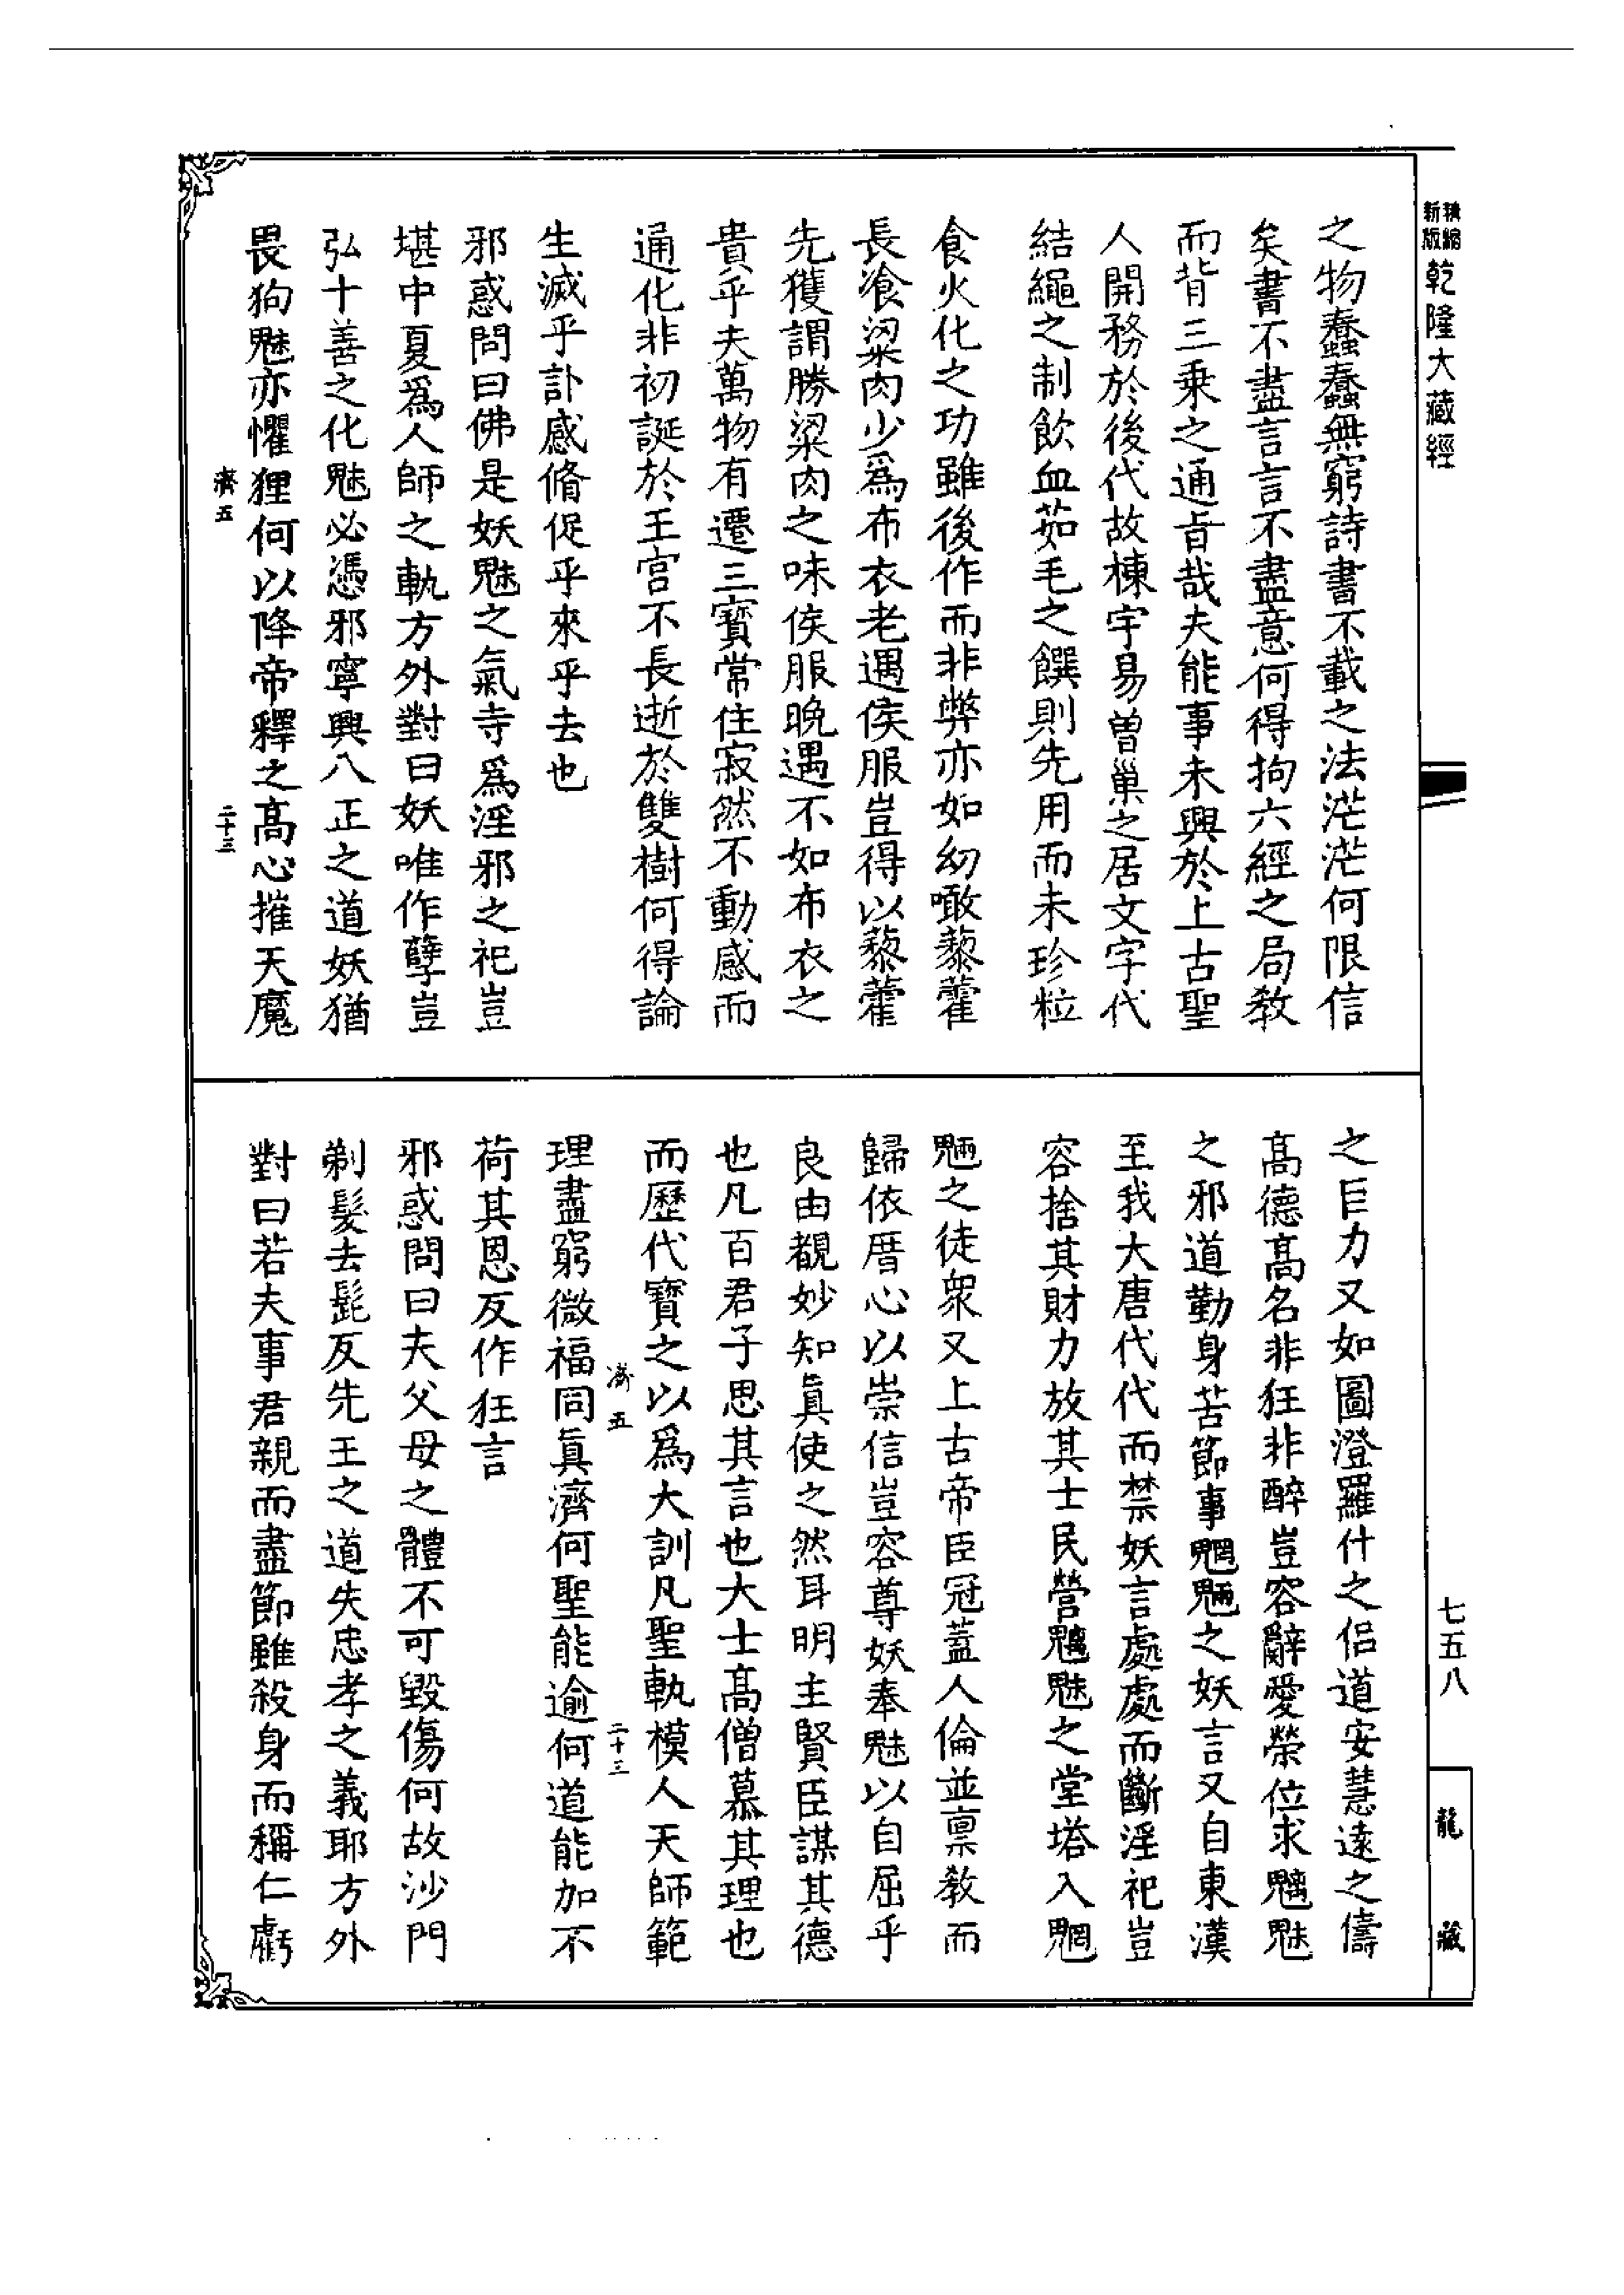 精縮新版乾隆大藏經
之物蠢蠢無窮詩書不載之法茫茫何限信
矣書不盡言言不盡意何得拘六經之局教
而背三乘之通旨哉夫能事未興於上古聖
人開務於後代故棟宇易曾巢之居文字代
結繩之制飲血茹毛之饌則先用而未珍粒
食火化之功雖後作而非弊亦如幼噉藜藿
長飡粱肉少爲布衣老遇侯服豈得以藜藿
先獲謂勝粱肉之味侯服晚遇不如布衣之
貴乎夫萬物有遷三寶常住寂然不動感而
通化非初誕於王宮不長逝於雙樹何得論
生滅乎訃感脩促乎來乎去也
邪惑問曰佛是妖魅之氣寺爲淫邪之祀豈
堪中夏爲人師之軌方外對曰妖唯作孽豈
弘十善之化魅必憑邪寧興八正之道妖猶
畏狗魅亦懼狸何以降帝釋之高心摧天魔
濟五
二十三
之巨力又如圖澄羅什之侣道安慧遠之儔
高德高名非狂非醉豈容辭愛榮位求魑魅
之邪道勤身苦節事魍魎之妖言又自東漢
至我大唐代代而禁妖言處處而斷淫祀豈
容捨其財力放其士民營魑魅之堂塔入魍
魎之徒衆又上古帝臣冠蓋人倫並禀教而
歸依厝心以崇信豈容尊妖奉魅以自屈乎
良由覩妙知眞使之然耳明主賢臣謀其德
也凡百君子思其言也大士高僧慕其理也
而歷代寶之以爲大訓凡聖軌模人天師範
濟五
二十三
理盡窮微福同眞濟何聖能逾何道能加不
荷其恩反作狂言
邪惑問曰夫父母之體不可毀傷何故沙門
剃髮去髭反先王之道失忠孝之義耶方外
對曰若夫事君親而盡節雖殺身而稱仁虧
七五八
龍藏